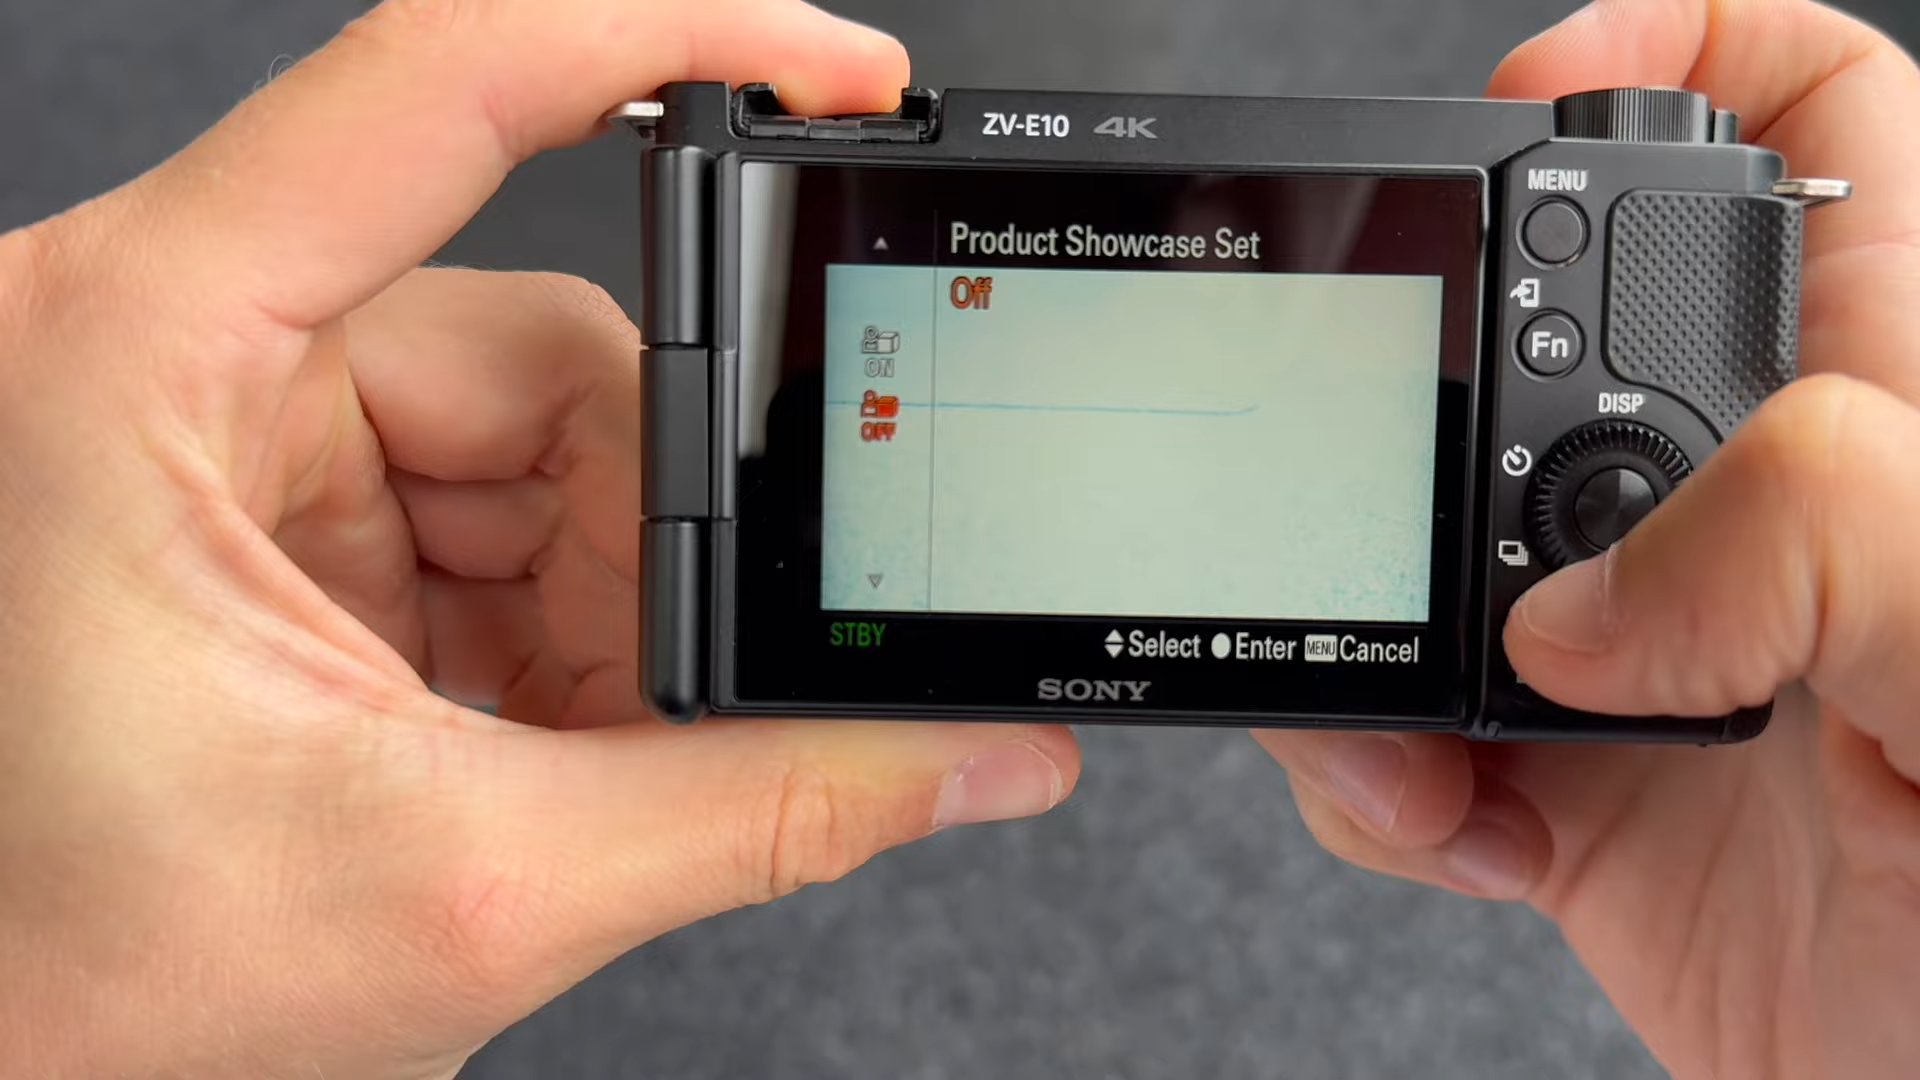 ZV-E10 4K
MENU
Product Showcase Set
Off
ON
OFF
Fn
DISP
STBY
Select Enter MENU Cancel
SONY